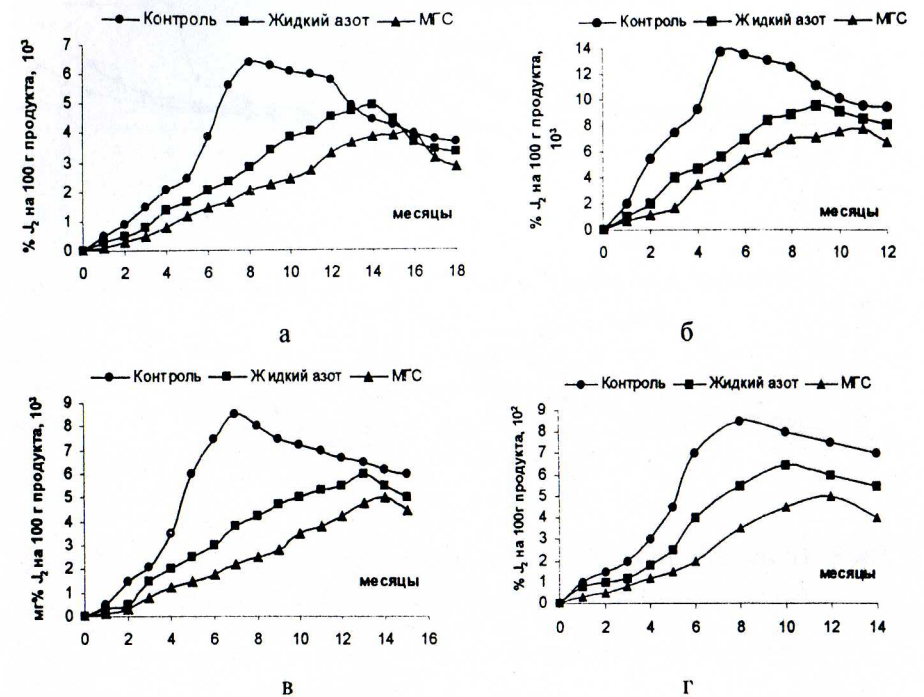 Контроль Жидкий азот МГС
% J2 на 100 г продукта, 10³
7
6
5
4
3
2
1
0
месяцы
0 2 4 6 8 10 12 14 16 18
а
Контроль Жидкий азот МГС
% J2 на 100 г продукта,
10³
14
12
10
8
6
4
2
0
месяцы
0 2 4 6 8 10 12
б
Контроль Жидкий азот МГС
мг% J2 на 100 г продукта, 10³
9
8
7
6
5
4
3
2
1
0
месяцы
0 2 4 6 8 10 12 14 16
в
Контроль Жидкий азот МГС
% J2 на 100г продукта, 10²
9
8
7
6
5
4
3
2
1
0
месяцы
0 2 4 6 8 10 12 14
г